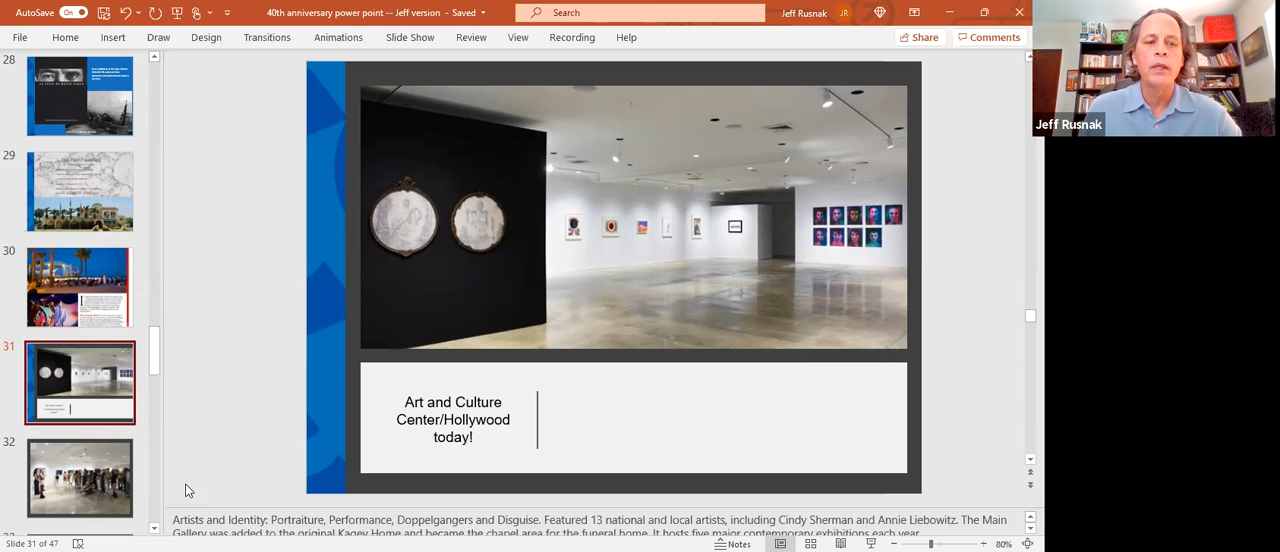 AutoSave On 40th anniversary power point -- Jeff version - Saved Search Jeff Rusnak JR
File Home Insert Draw Design Transitions Animations Slide Show Review View Recording Help Share Comments
28
29
30
31
32
Art and Culture
Center/Hollywood
today!
Artists and Identity: Portraiture, Performance, Doppelgangers and Disguise. Featured 13 national and local artists, including Cindy Sherman and Annie Liebowitz. The Main
Gallery was added to the original Kagey Home and became the chapel area for the funeral home. It hosts five major contemporary exhibitions each year.
Slide 31 of 47 Notes 80%
Jeff Rusnak